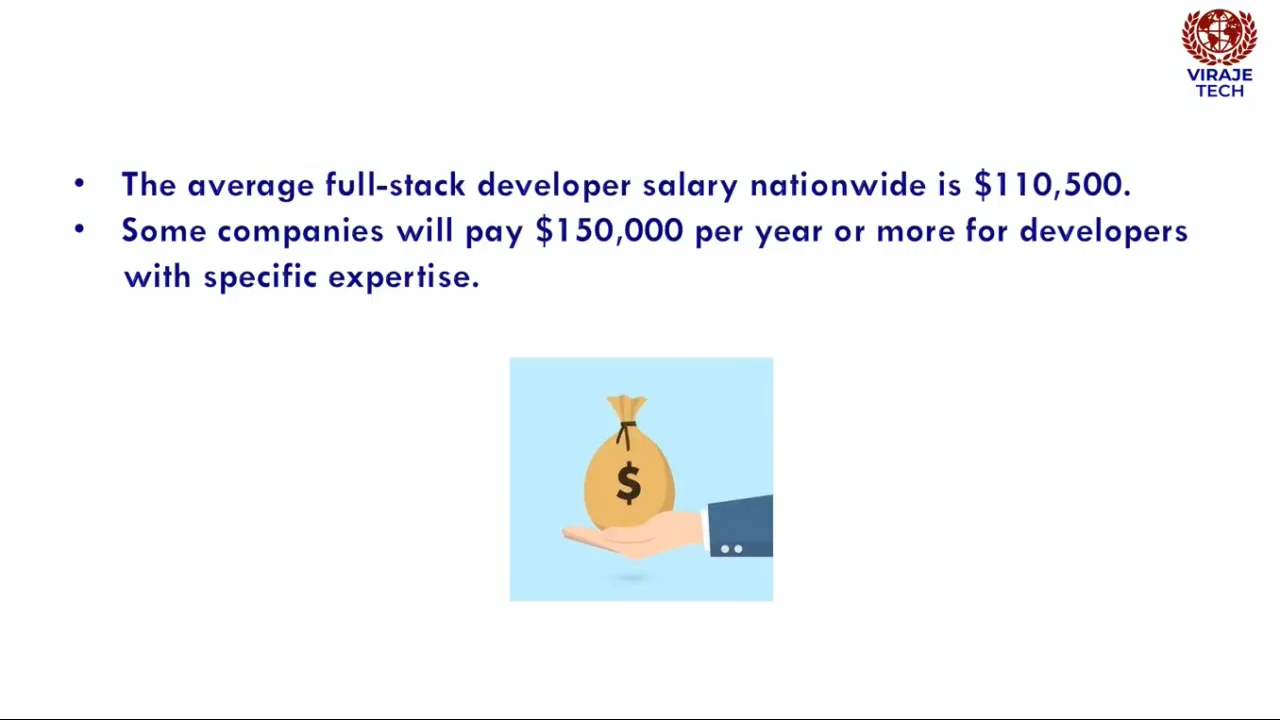 VIRAJE
TECH
• The average full-stack developer salary nationwide is $110,500.
• Some companies will pay $150,000 per year or more for developers
with specific expertise.
$